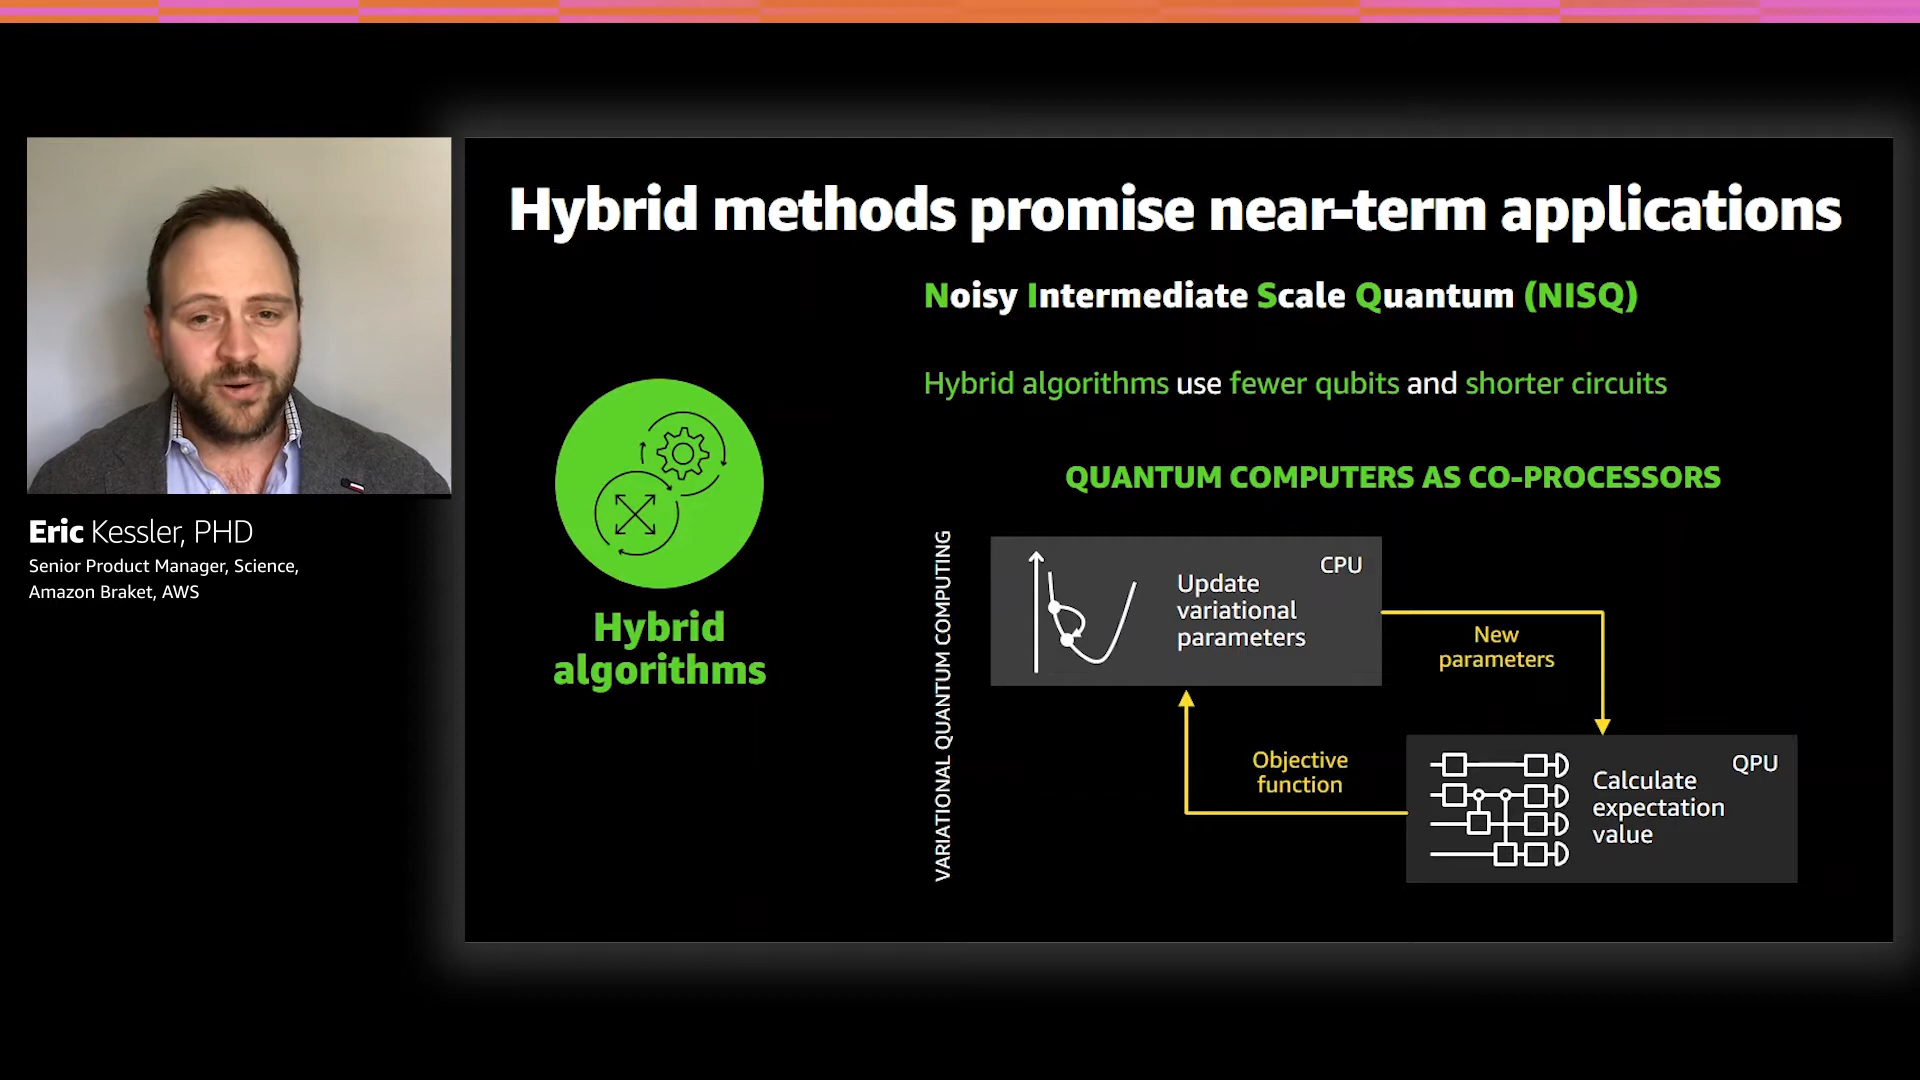 Hybrid methods promise near-term applications
Noisy Intermediate Scale Quantum (NISQ)
Hybrid algorithms use fewer qubits and shorter circuits
QUANTUM COMPUTERS AS CO-PROCESSORS
Hybrid
algorithms
VARIATIONAL QUANTUM COMPUTING
CPU
Update
variational
parameters
New
parameters
Objective
function
QPU
Calculate
expectation
value
Eric Kessler, PHD
Senior Product Manager, Science,
Amazon Braket, AWS